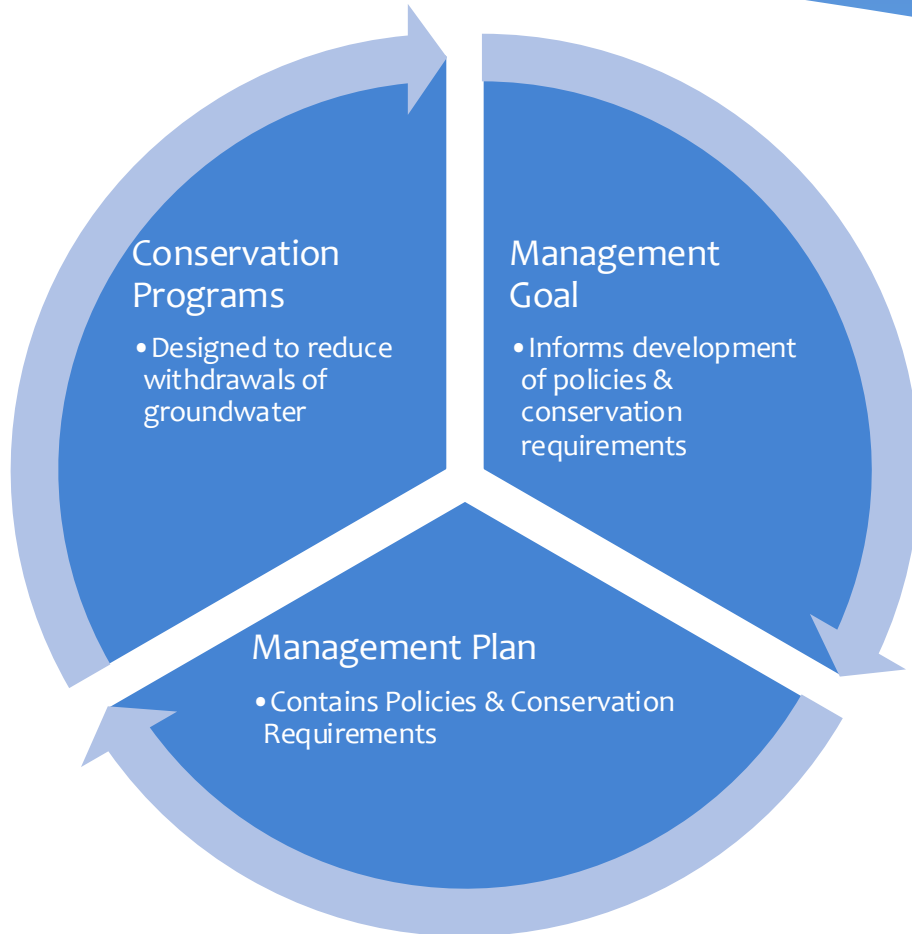 Conservation
Programs
•Designed to reduce
withdrawals of
groundwater
Management
Goal
•Informs development
of policies &
conservation
requirements
Management Plan
•Contains Policies & Conservation
Requirements